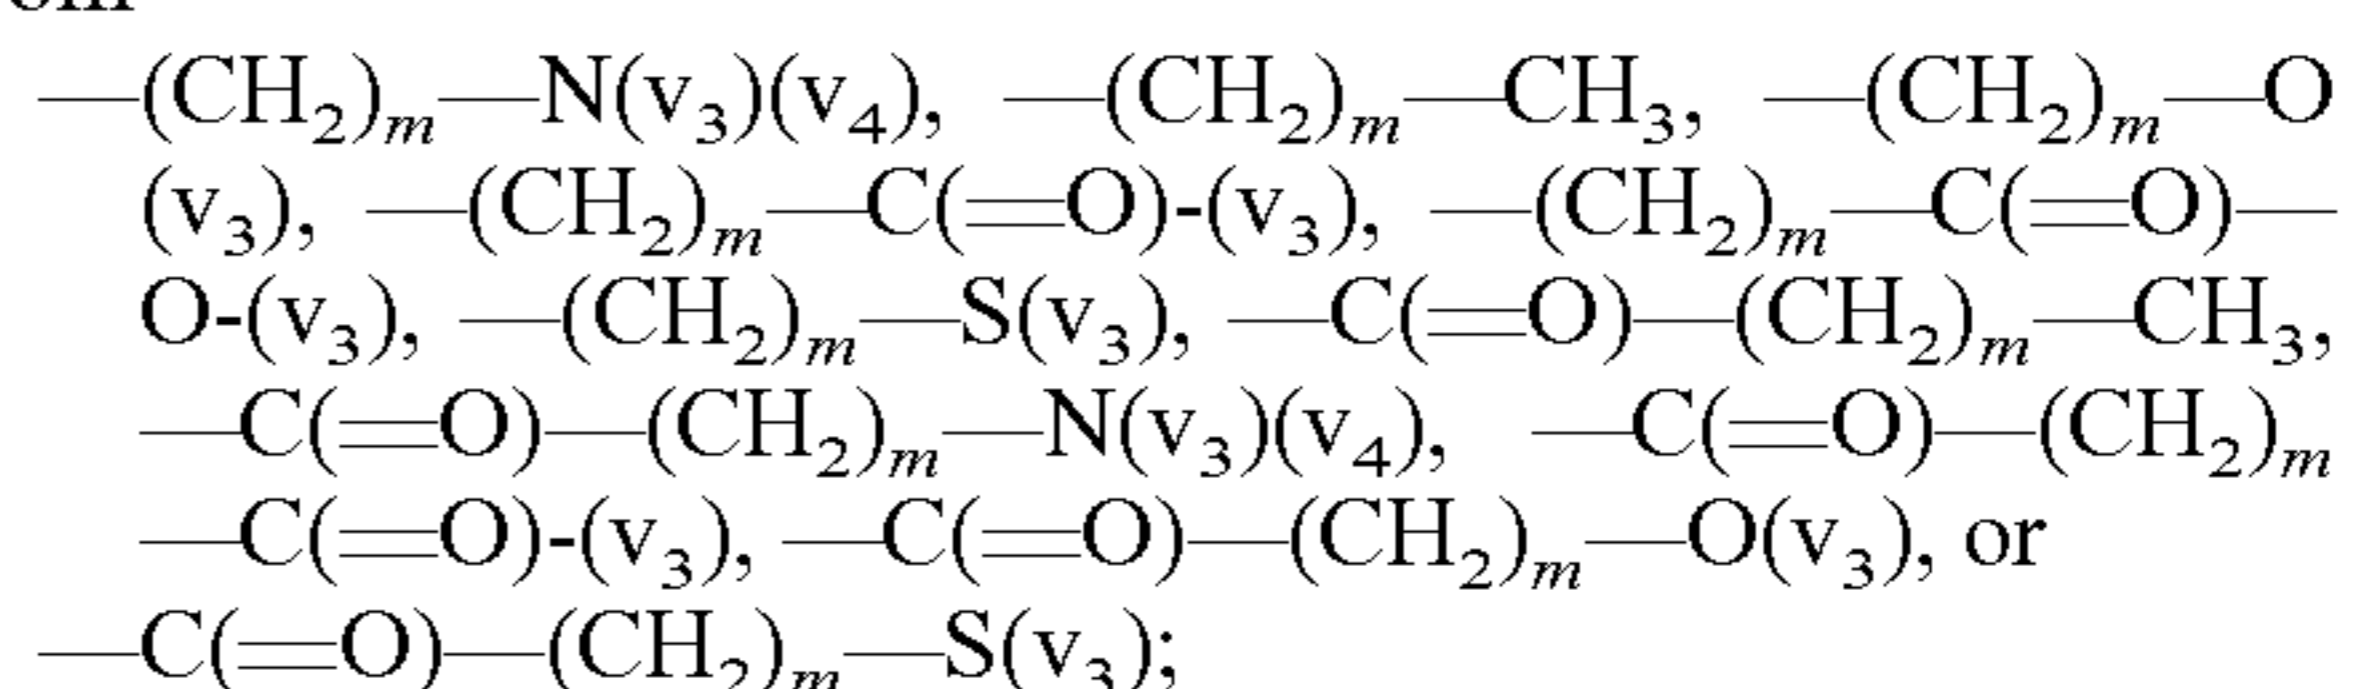 —(CH₂)ₘ—N(v₃)(v₄), —(CH₂)ₘ—CH₃, —(CH₂)ₘ—O
(v₃), —(CH₂)ₘ—C(=O)-(v₃), —(CH₂)ₘ—C(=O)—
O-(v₃), —(CH₂)ₘ—S(v₃), —C(=O)—(CH₂)ₘ—CH₃,
—C(=O)—(CH₂)ₘ—N(v₃)(v₄), —C(=O)—(CH₂)ₘ
—C(=O)-(v₃), —C(=O)—(CH₂)ₘ—O(v₃), or
—C(=O)—(CH₂)ₘ—S(v₃);